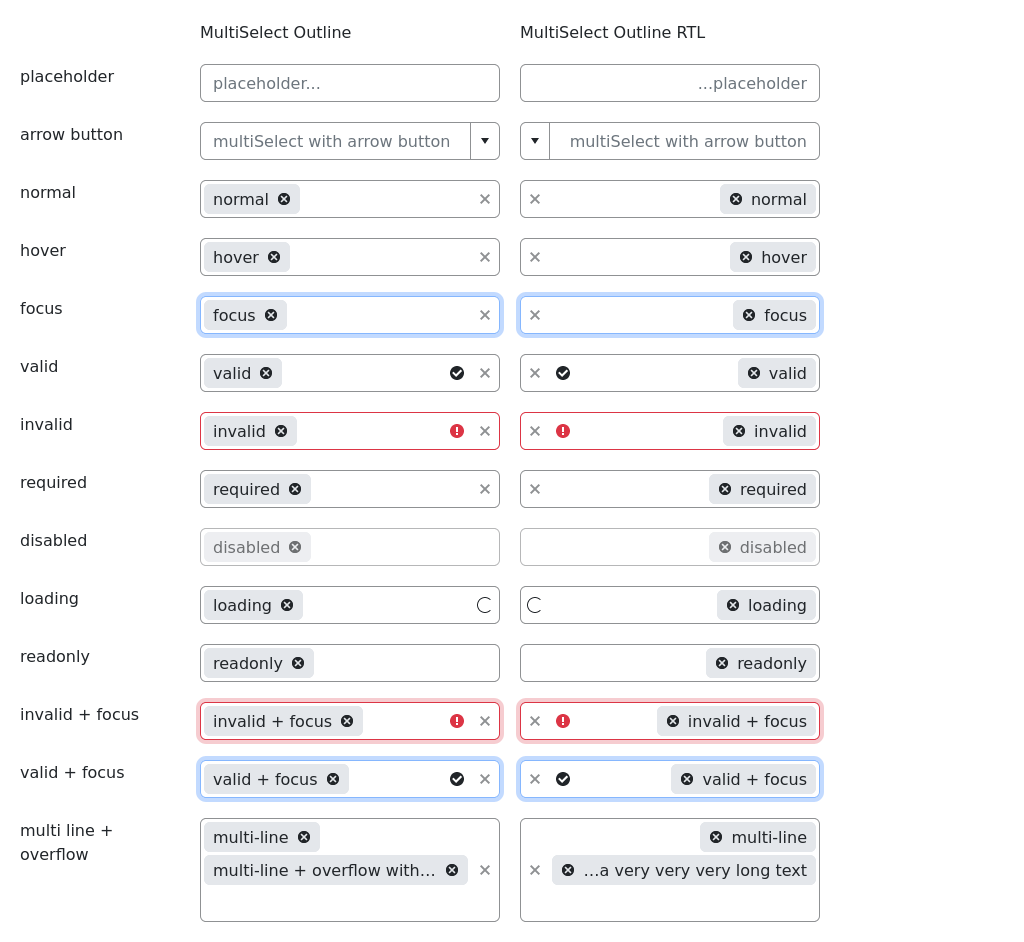 MultiSelect Outline MultiSelect Outline RTL
placeholder placeholder... ...placeholder
arrow button multiSelect with arrow button multiSelect with arrow button
normal normal normal
hover hover hover
focus focus focus
valid valid valid
invalid invalid invalid
required required required
disabled disabled disabled
loading loading loading
readonly readonly readonly
invalid + focus invalid + focus invalid + focus
valid + focus valid + focus valid + focus
multi line + multi-line multi-line
overflow multi-line + overflow with... ...a very very very long text